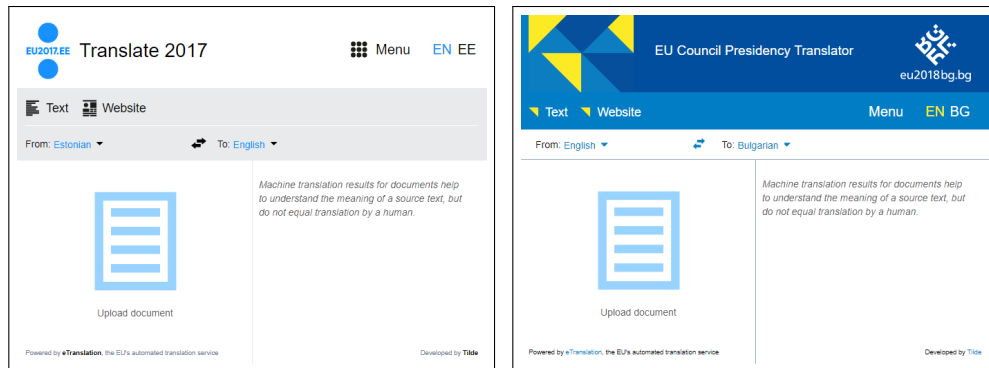 EU2017.EE Translate 2017 Menu EN EE
Text Website
From: Estonian To: English
Machine translation results for documents help
to understand the meaning of a source text, but
do not equal translation by a human.
Upload document
Powered by eTranslation, the EU's automated translation service Developed by Tilde
EU Council Presidency Translator
eu2018bg.bg
Text Website Menu EN BG
From: English To: Bulgarian
Machine translation results for documents help
to understand the meaning of a source text, but
do not equal translation by a human.
Upload document
Powered by eTranslation, the EU's automated translation service Developed by Tilde